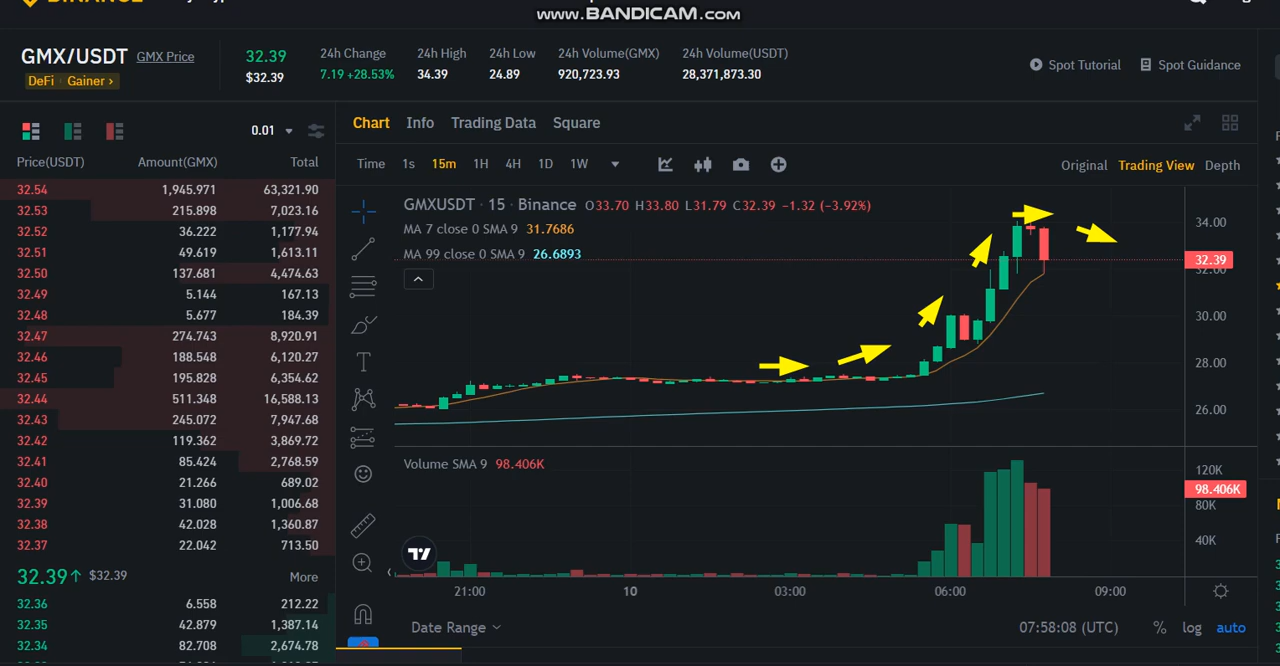 www.BANDICAM.com
GMX/USDT GMX Price
DeFi Gainer ›
32.39
$32.39
24h Change
7.19 +28.53%
24h High
34.39
24h Low
24.89
24h Volume(GMX)
920,723.93
24h Volume(USDT)
28,371,873.30
Spot Tutorial
Spot Guidance
0.01
Price(USDT) Amount(GMX) Total
32.54 1,945.971 63,321.90
32.53 215.898 7,023.16
32.52 36.222 1,177.94
32.51 49.619 1,613.11
32.50 137.681 4,474.63
32.49 5.144 167.13
32.48 5.677 184.39
32.47 274.743 8,920.91
32.46 188.548 6,120.27
32.45 195.828 6,354.62
32.44 511.348 16,588.13
32.43 245.072 7,947.68
32.42 119.362 3,869.72
32.41 85.424 2,768.59
32.40 21.266 689.02
32.39 31.080 1,006.68
32.38 42.028 1,360.87
32.37 22.042 713.50
32.39↑ $32.39 More
32.36 6.558 212.22
32.35 42.879 1,387.14
32.34 82.708 2,674.78
Chart Info Trading Data Square
Time 1s 15m 1H 4H 1D 1W
Original Trading View Depth
GMXUSDT · 15 · Binance O33.70 H33.80 L31.79 C32.39 −1.32 (−3.92%)
MA 7 close 0 SMA 9 31.7686
MA 99 close 0 SMA 9 26.6893
34.00
32.39
32.00
30.00
28.00
26.00
Volume SMA 9 98.406K
120K
98.406K
80K
40K
21:00 10 03:00 06:00 09:00
Date Range
07:58:08 (UTC) % log auto